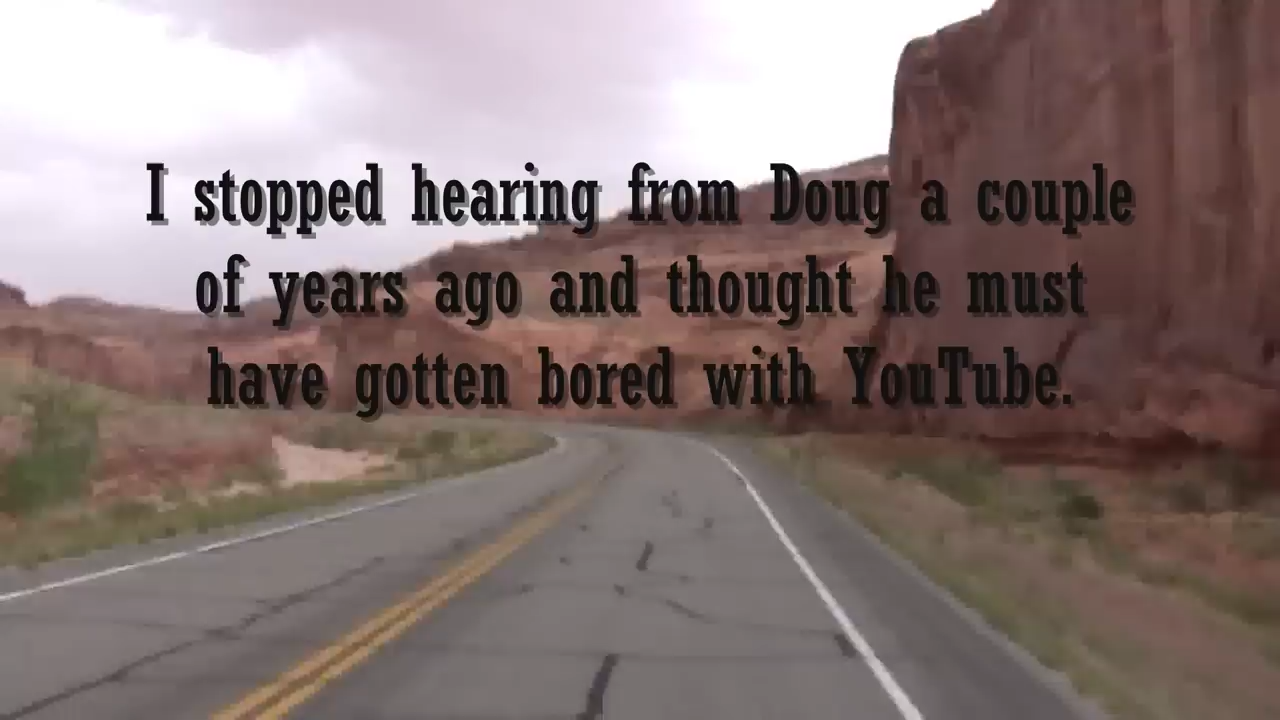 I stopped hearing from Doug a couple
of years ago and thought he must
have gotten bored with YouTube.